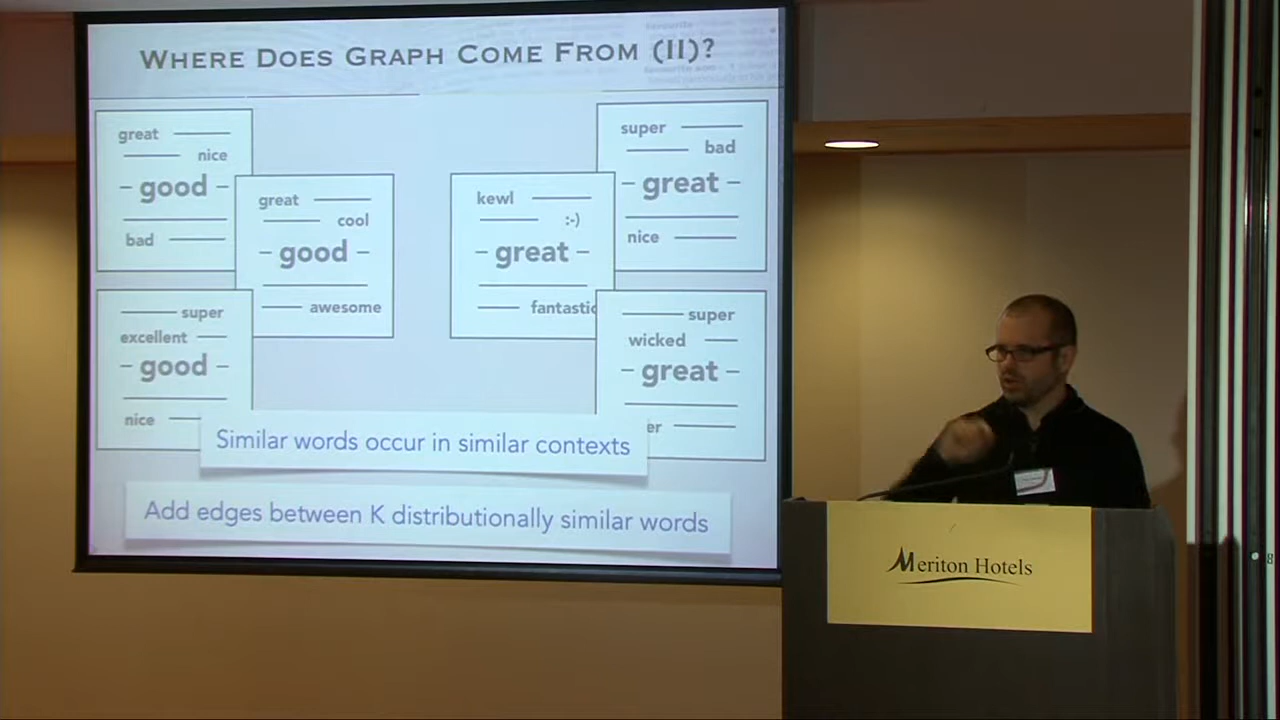 WHERE DOES GRAPH COME FROM (II)?
great
nice
– good –
bad
great
cool
– good –
awesome
super
excellent
– good –
nice
kewl
:-)
– great –
fantastic
super
bad
– great –
nice
super
wicked
– great –
er
Similar words occur in similar contexts
Add edges between K distributionally similar words
Meriton Hotels